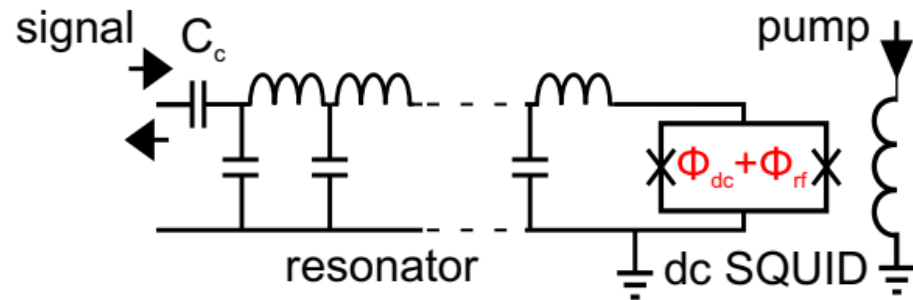 signal
C_c
pump
Φ_dc+Φ_rf
resonator
dc SQUID